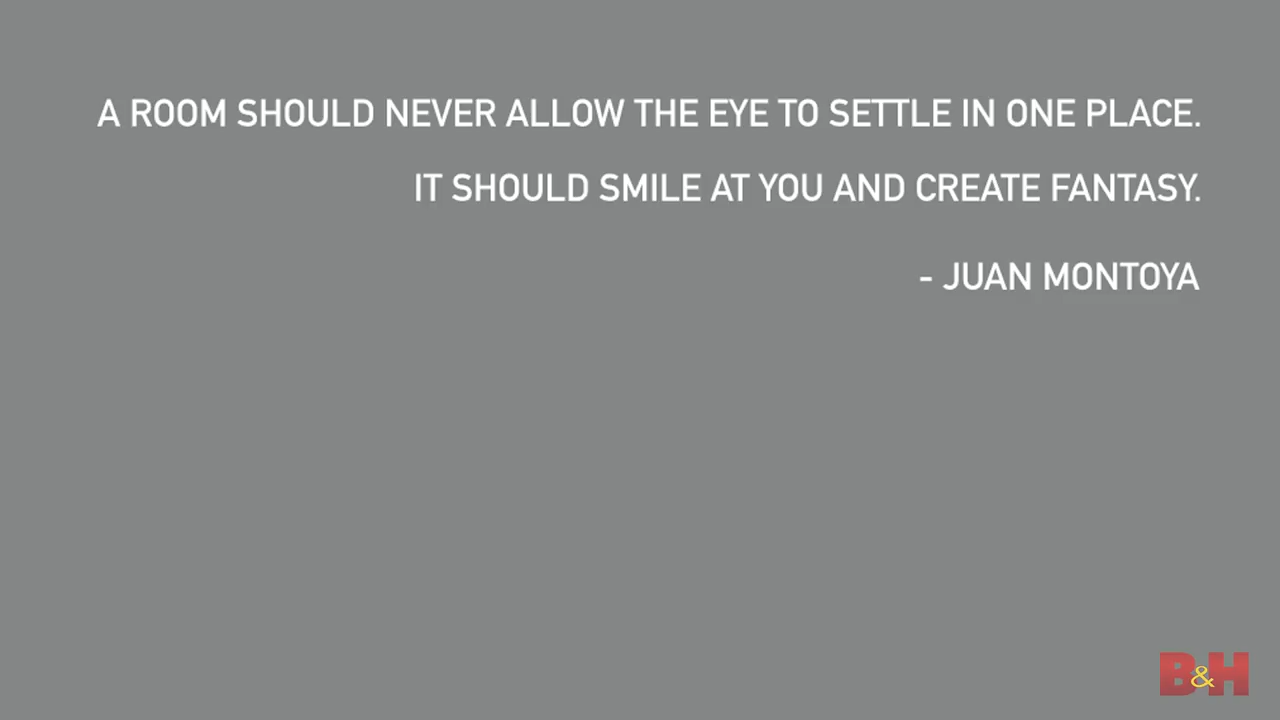 A ROOM SHOULD NEVER ALLOW THE EYE TO SETTLE IN ONE PLACE.
IT SHOULD SMILE AT YOU AND CREATE FANTASY.
- JUAN MONTOYA
B&H